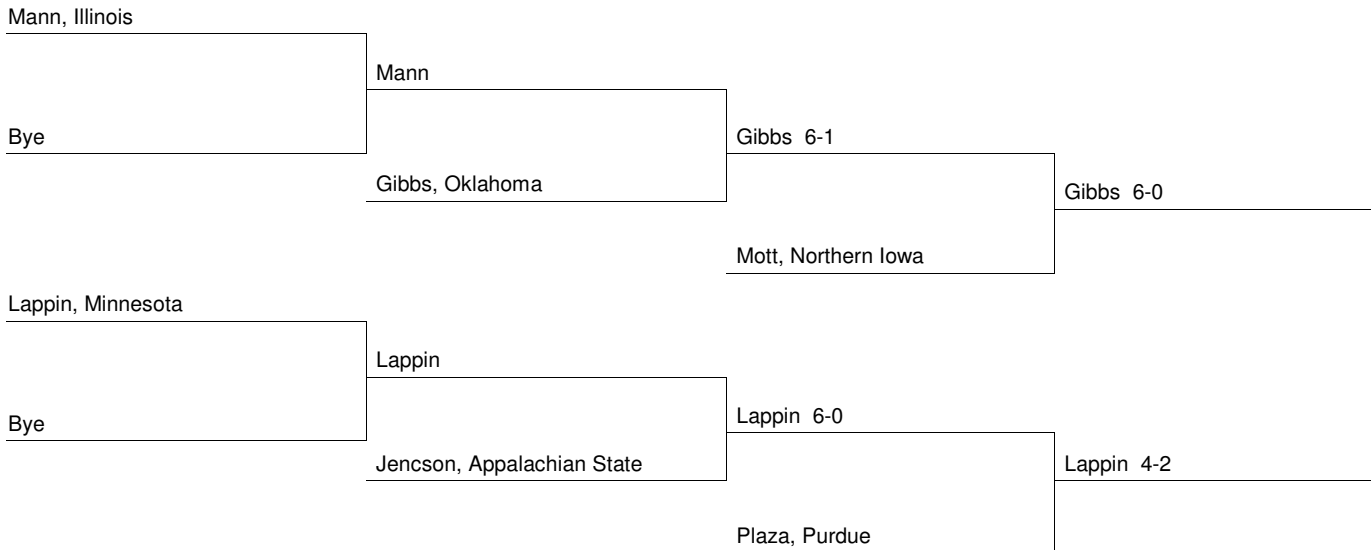 Mann, Illinois
Mann
Bye
Gibbs 6-1
Gibbs, Oklahoma
Gibbs 6-0
Mott, Northern Iowa
Lappin, Minnesota
Lappin
Bye
Lappin 6-0
Jencson, Appalachian State
Lappin 4-2
Plaza, Purdue